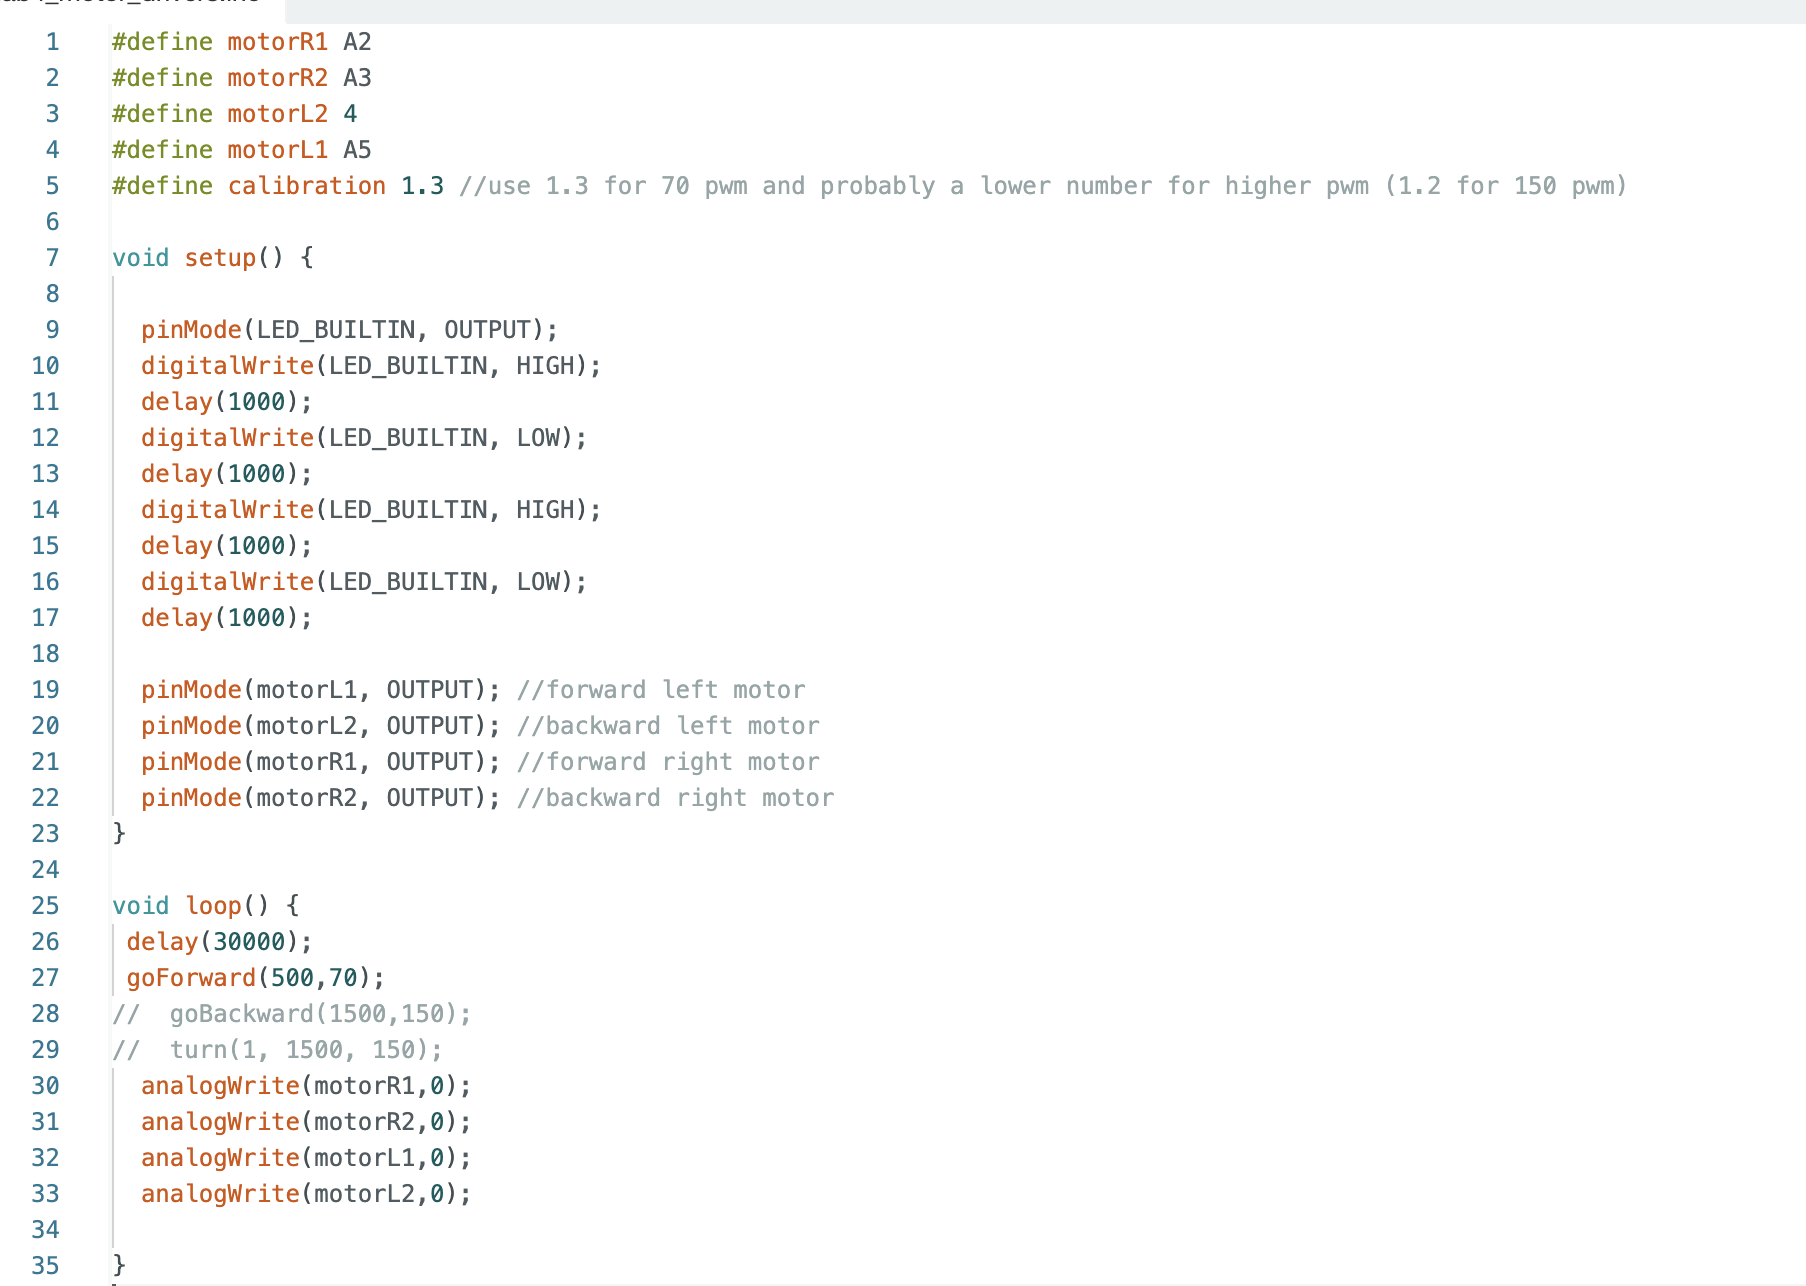 1 #define motorR1 A2
2 #define motorR2 A3
3 #define motorL2 4
4 #define motorL1 A5
5 #define calibration 1.3 //use 1.3 for 70 pwm and probably a lower number for higher pwm (1.2 for 150 pwm)
6
7 void setup() {
8
9 pinMode(LED_BUILTIN, OUTPUT);
10 digitalWrite(LED_BUILTIN, HIGH);
11 delay(1000);
12 digitalWrite(LED_BUILTIN, LOW);
13 delay(1000);
14 digitalWrite(LED_BUILTIN, HIGH);
15 delay(1000);
16 digitalWrite(LED_BUILTIN, LOW);
17 delay(1000);
18
19 pinMode(motorL1, OUTPUT); //forward left motor
20 pinMode(motorL2, OUTPUT); //backward left motor
21 pinMode(motorR1, OUTPUT); //forward right motor
22 pinMode(motorR2, OUTPUT); //backward right motor
23 }
24
25 void loop() {
26 delay(30000);
27 goForward(500,70);
28 // goBackward(1500,150);
29 // turn(1, 1500, 150);
30 analogWrite(motorR1,0);
31 analogWrite(motorR2,0);
32 analogWrite(motorL1,0);
33 analogWrite(motorL2,0);
34
35 }